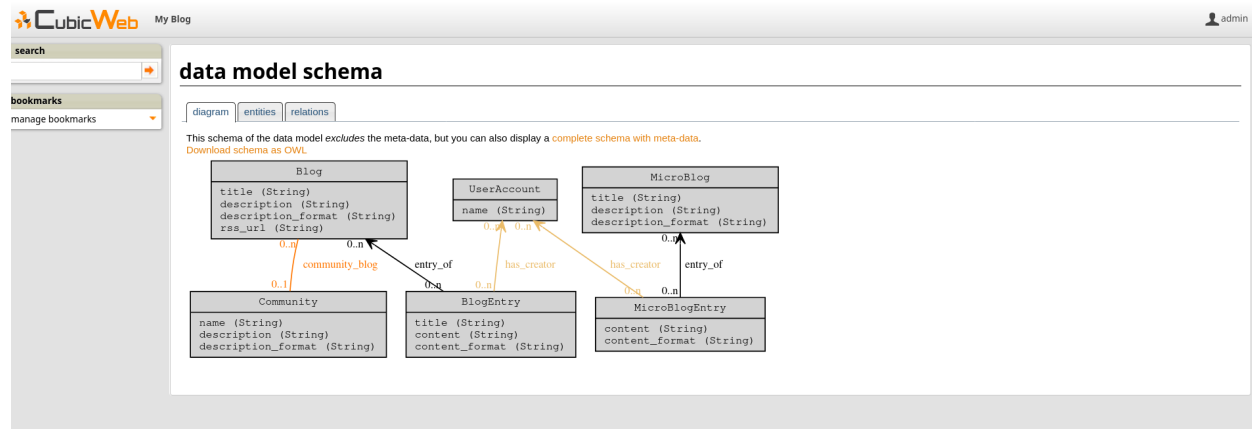 CubicWeb My Blog admin
search
bookmarks
manage bookmarks
data model schema
diagram entities relations
This schema of the data model excludes the meta-data, but you can also display a complete schema with meta-data.
Download schema as OWL
Blog
title (String)
description (String)
description_format (String)
rss_url (String)
UserAccount
name (String)
MicroBlog
title (String)
description (String)
description_format (String)
0..n 0..n 0..n 0..n 0..n
community_blog entry_of has_creator has_creator entry_of
0..1 0..n 0..n 0..n 0..n
Community
name (String)
description (String)
description_format (String)
BlogEntry
title (String)
content (String)
content_format (String)
MicroBlogEntry
content (String)
content_format (String)